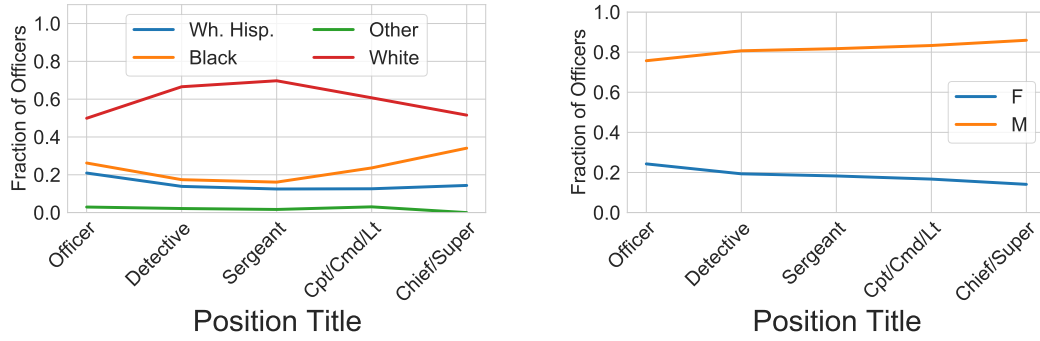 Fraction of Officers
1.0
0.8
0.6
0.4
0.2
0.0
Wh. Hisp.
Black
Other
White
Officer
Detective
Sergeant
Cpt/Cmd/Lt
Chief/Super
Position Title
Fraction of Officers
1.0
0.8
0.6
0.4
0.2
0.0
F
M
Officer
Detective
Sergeant
Cpt/Cmd/Lt
Chief/Super
Position Title